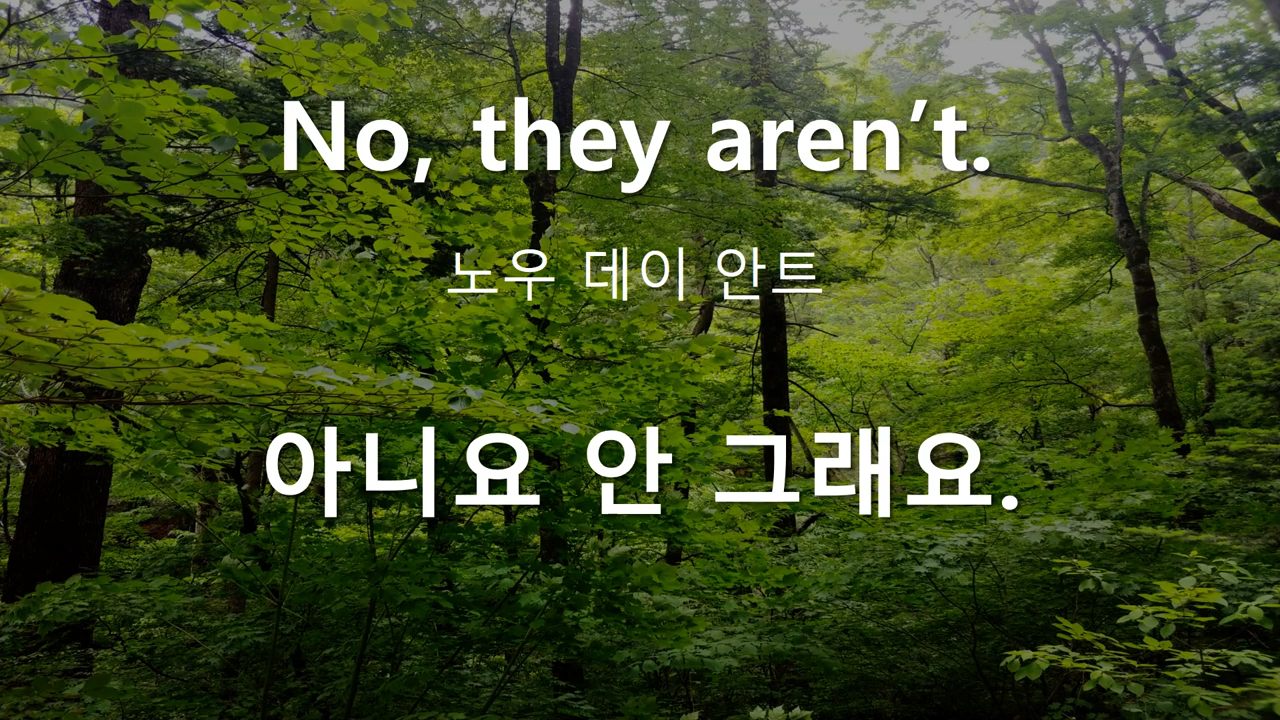 No, they aren’t.
노우 데이 안트
아니요 안 그래요.